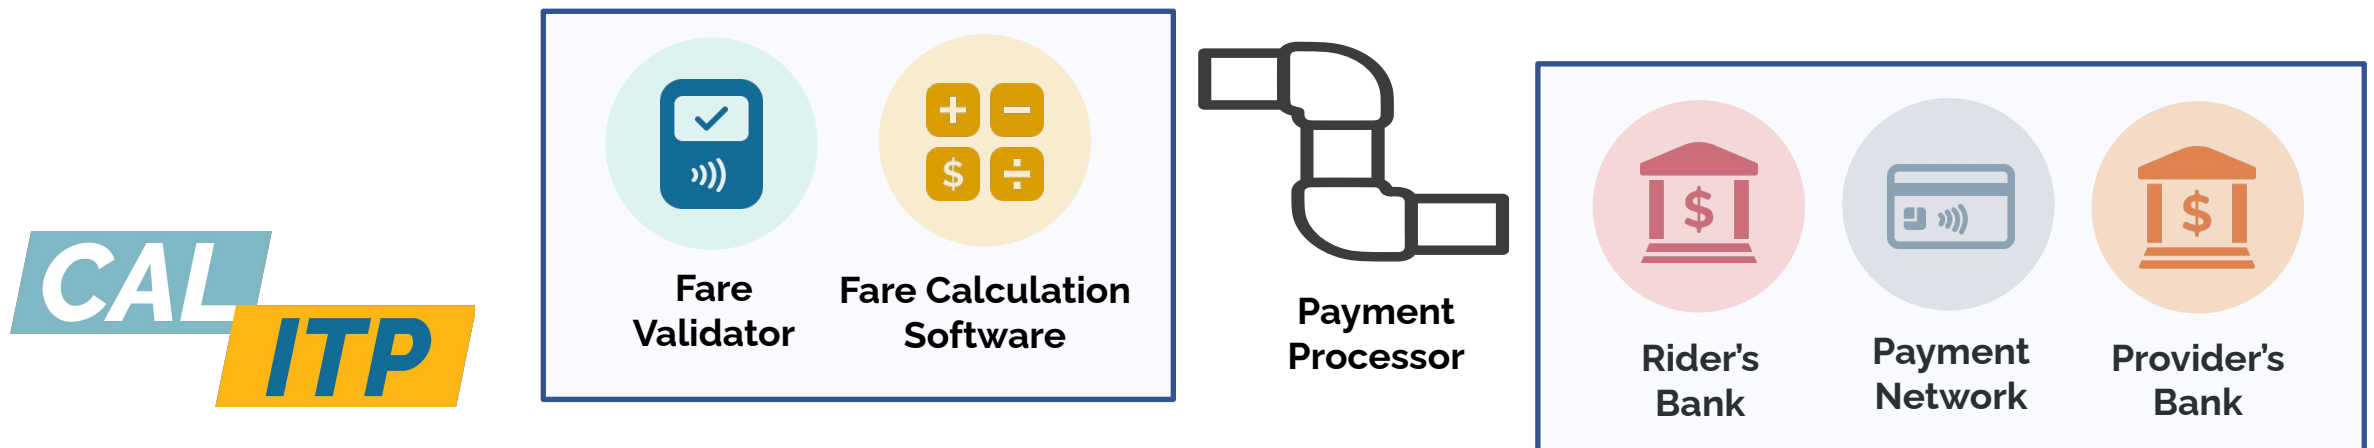 CAL
ITP
$
Fare
Validator
Fare Calculation
Software
Payment
Processor
$
$
Rider's
Bank
Payment
Network
Provider's
Bank